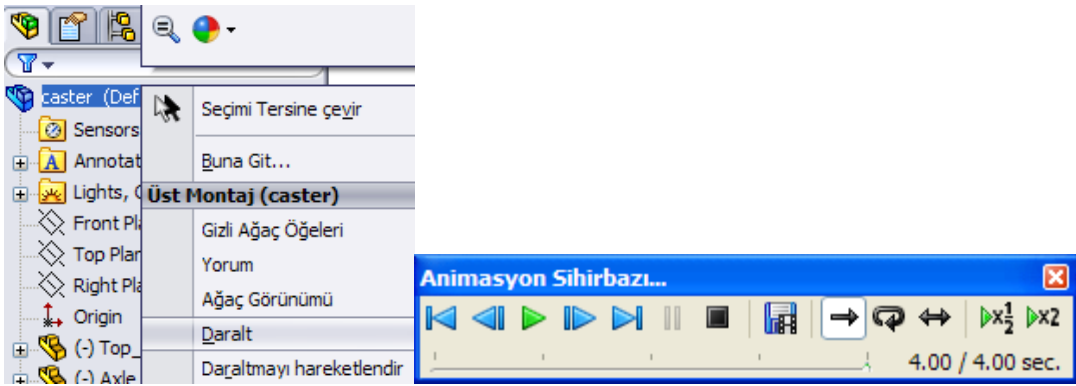 caster (Def
Sensors
Annotat
Lights, C
Front Pla
Top Plan
Right Pla
Origin
(-) Top_
(-) Axle
Seçimi Tersine çevir
Buna Git...
Üst Montaj (caster)
Gizli Ağaç Öğeleri
Yorum
Ağaç Görünümü
Daralt
Daraltmayı hareketlendir
Animasyon Sihirbazı...
x½ x2
4.00 / 4.00 sec.